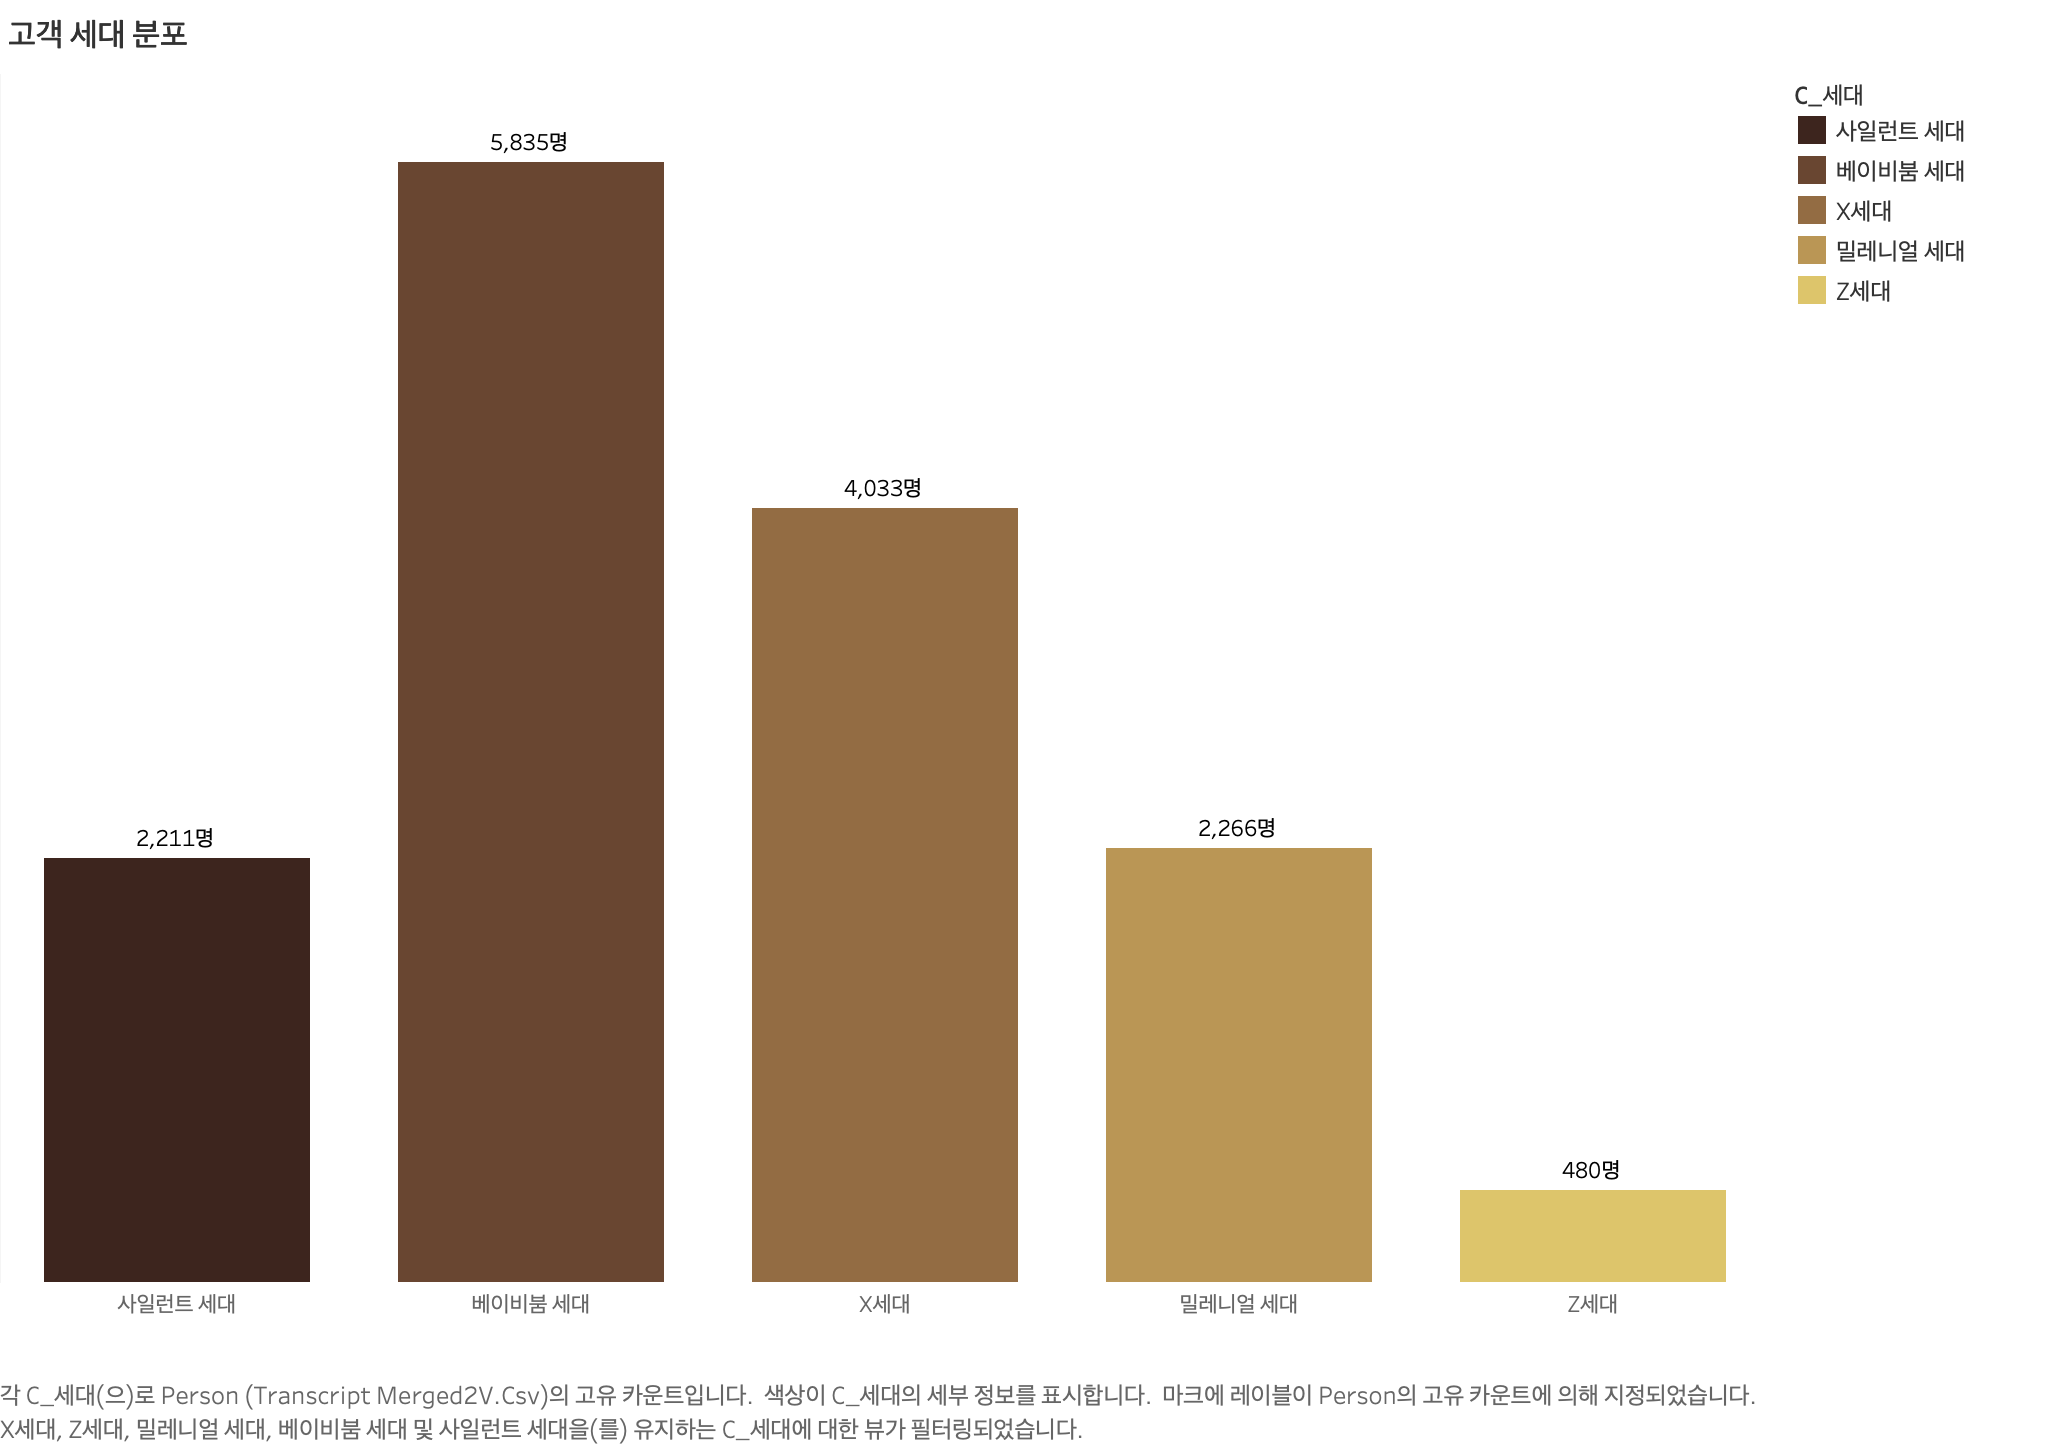 고객 세대 분포
C_세대
사일런트 세대
베이비붐 세대
X세대
밀레니얼 세대
Z세대
5,835명
4,033명
2,211명
2,266명
480명
사일런트 세대
베이비붐 세대
X세대
밀레니얼 세대
Z세대
각 C_세대(으)로 Person (Transcript Merged2V.Csv)의 고유 카운트입니다. 색상이 C_세대의 세부 정보를 표시합니다. 마크에 레이블이 Person의 고유 카운트에 의해 지정되었습니다.
X세대, Z세대, 밀레니얼 세대, 베이비붐 세대 및 사일런트 세대을(를) 유지하는 C_세대에 대한 뷰가 필터링되었습니다.